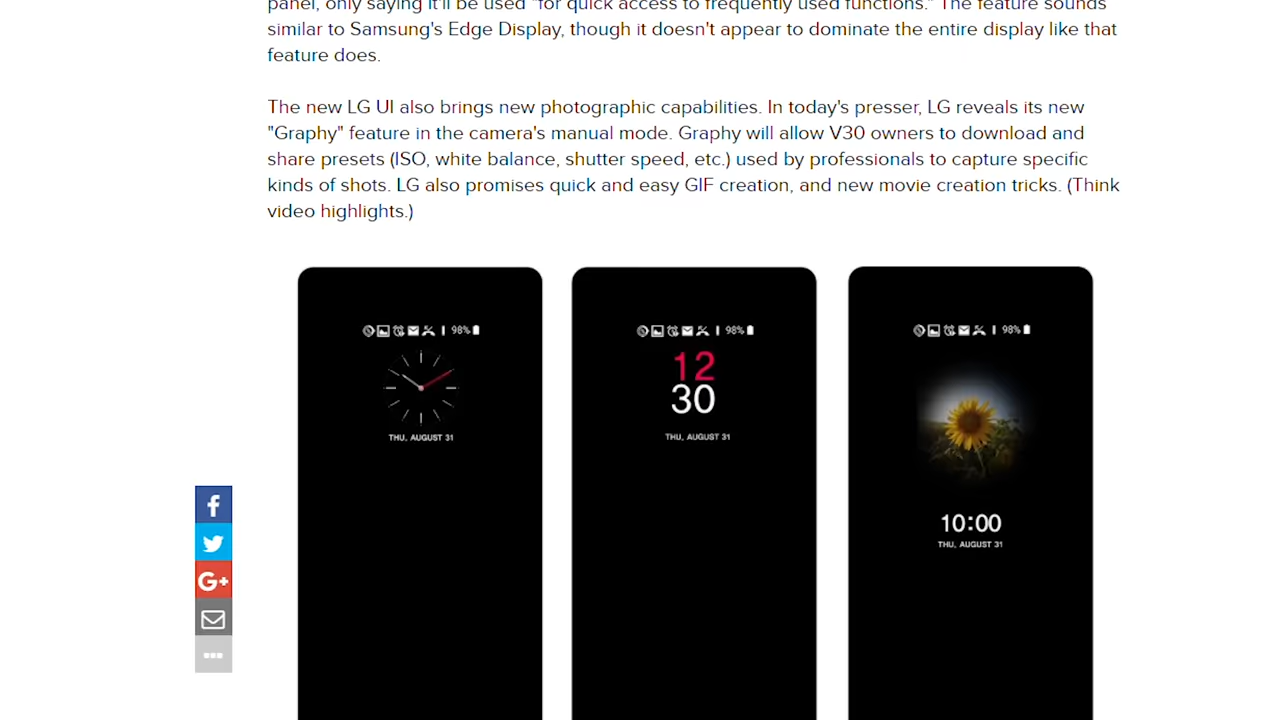 panel, only saying it'll be used "for quick access to frequently used functions." The feature sounds
similar to Samsung's Edge Display, though it doesn't appear to dominate the entire display like that
feature does.
The new LG UI also brings new photographic capabilities. In today's presser, LG reveals its new
"Graphy" feature in the camera's manual mode. Graphy will allow V30 owners to download and
share presets (ISO, white balance, shutter speed, etc.) used by professionals to capture specific
kinds of shots. LG also promises quick and easy GIF creation, and new movie creation tricks. (Think
video highlights.)
98%
THU, AUGUST 31
98%
12
30
THU, AUGUST 31
98%
10:00
THU, AUGUST 31
f
G+